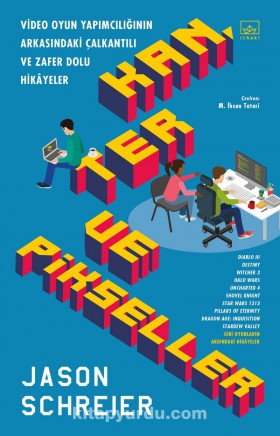 VİDEO OYUN YAPIMCILIĞININ
ARKASINDAKİ ÇALKANTILI
VE ZAFER DOLU
HİKÂYELER
ithaki
Çeviren:
M. İhsan Tatari
KAN,
TER
VE
PİKSELLER
DIABLO III
DESTINY
WITCHER 3
HALO WARS
UNCHARTED 4
SHOVEL KNIGHT
STAR WARS 1313
PILLARS OF ETERNITY
DRAGON AGE: INQUISITION
STARDEW VALLEY
GİBİ OYUNLARIN
ARDINDAKİ HİKÂYELER
JASON
SCHREIER
kitapyurdu.com